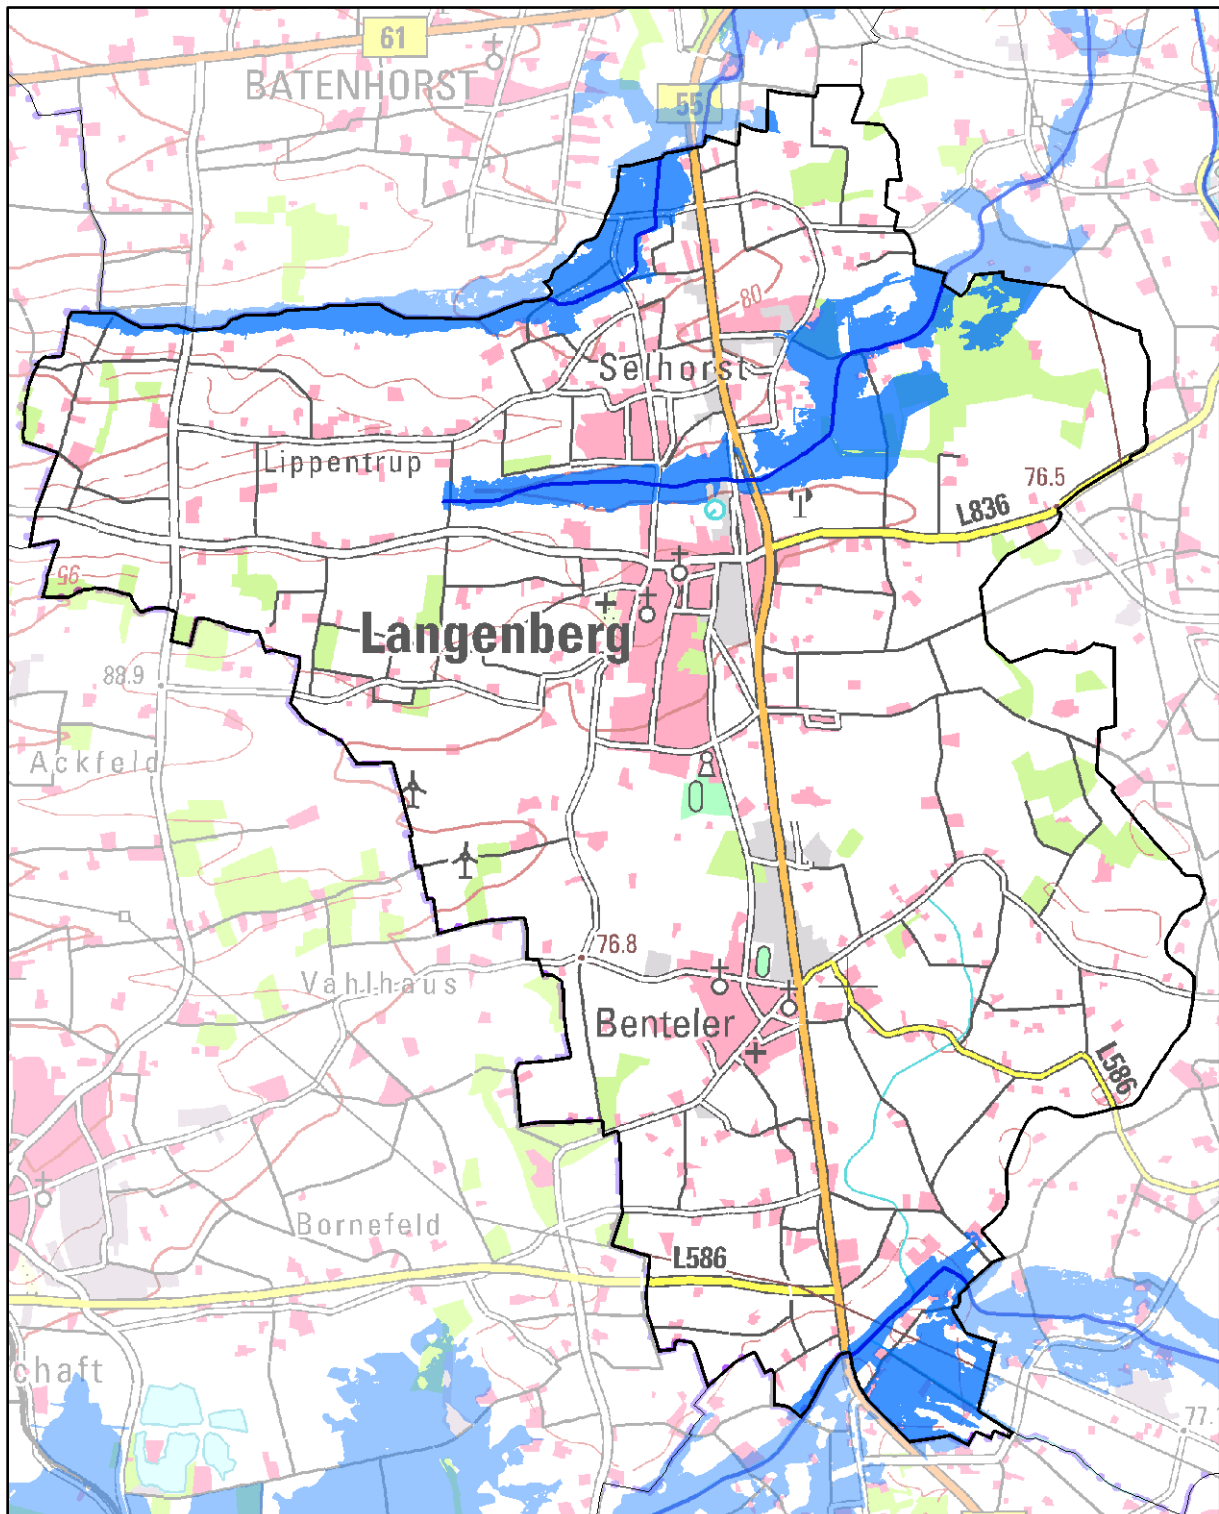 61
BATENHORST
55
80
Selhorst
Lippentrup
76.5
L836
95
Langenberg
88.9
Ackfeld
76.8
Vahlhaus
Benteler
L586
Bornefeld
L586
chaft
77.